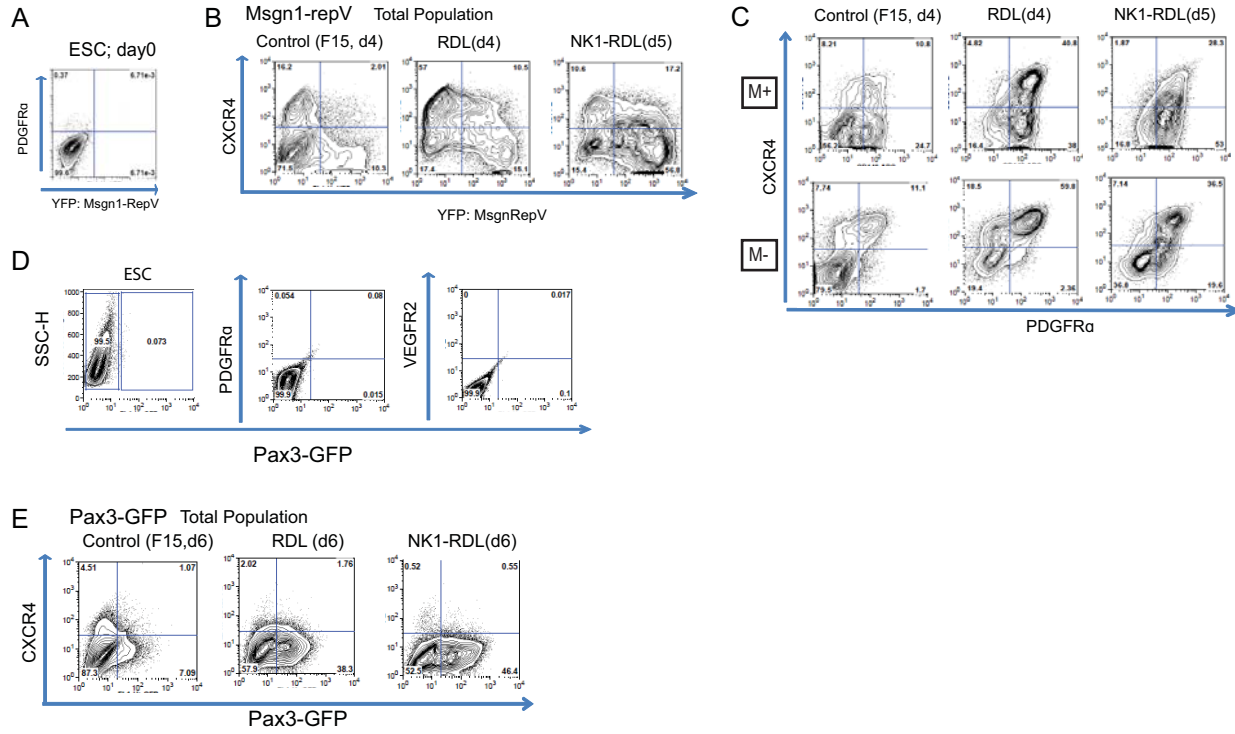 A
ESC; day0
0.37 6.71e-3
99.6 6.71e-3
PDGFRα
YFP: Msgn1-RepV
B
Msgn1-repV Total Population
Control (F15, d4) RDL(d4) NK1-RDL(d5)
16.2 2.01 57 10.5 10.6 17.2
71.5 10.3 17.4 15.1 15.4 56.8
CXCR4
YFP: MsgnRepV
C
Control (F15, d4) RDL(d4) NK1-RDL(d5)
M+
8.21 10.8 4.82 40.8 1.87 28.3
56.2 24.7 16.4 38 16.8 53
M-
7.74 11.1 18.5 59.8 7.14 36.5
79.5 1.7 19.4 2.36 36.8 19.6
CXCR4
PDGFRα
D
ESC
SSC-H
1000
800
600
400
200
0
99.5 0.073
PDGFRα
0.054 0.08
99.9 0.015
VEGFR2
0 0.017
99.9 0.1
Pax3-GFP
E
Pax3-GFP Total Population
Control (F15,d6) RDL (d6) NK1-RDL(d6)
4.51 1.07 2.02 1.76 0.52 0.55
87.3 7.09 57.9 38.3 52.5 46.4
CXCR4
Pax3-GFP